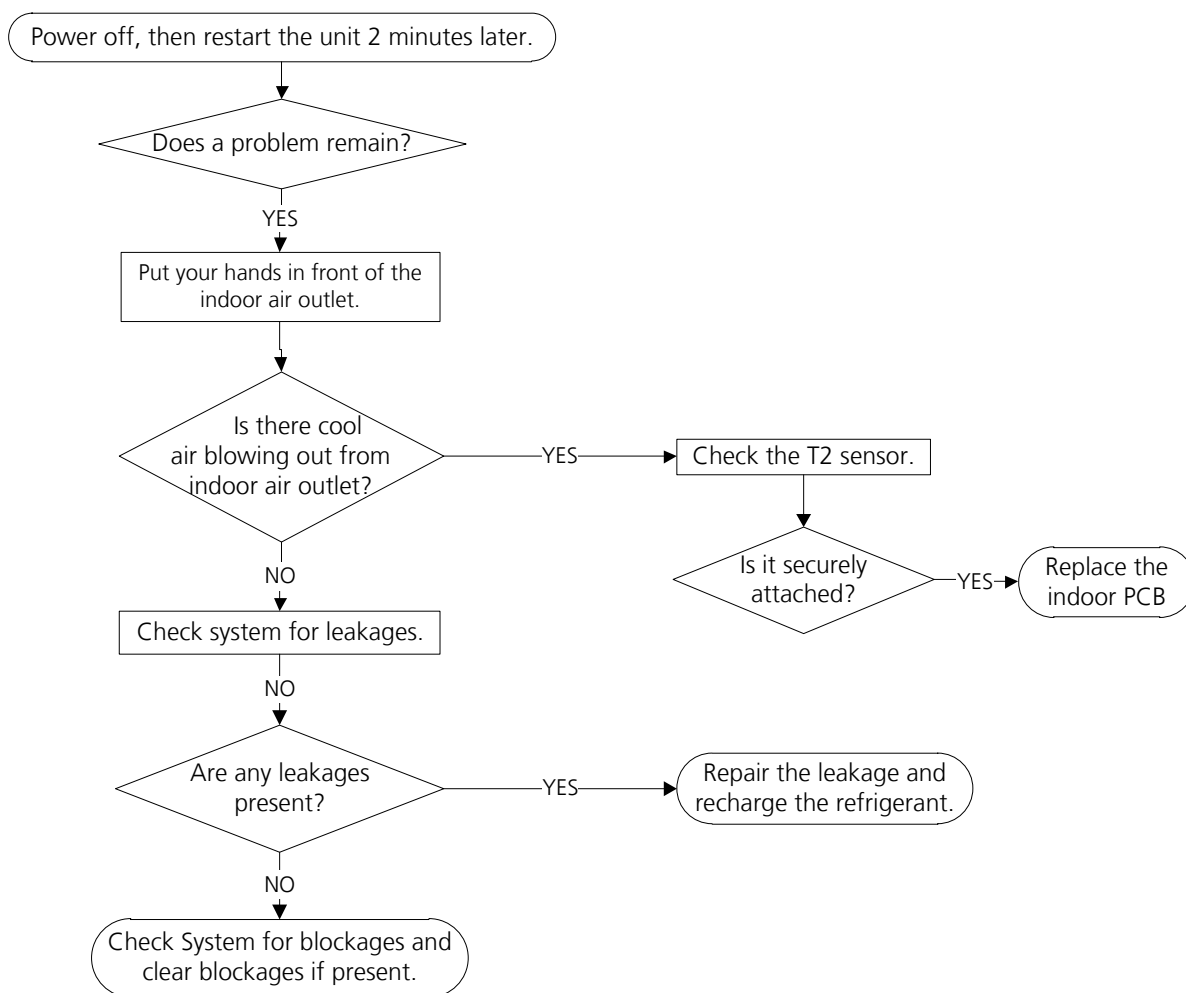 Power off, then restart the unit 2 minutes later.
Does a problem remain?
YES
Put your hands in front of the
indoor air outlet.
Is there cool
air blowing out from
indoor air outlet?
YES
Check the T2 sensor.
Is it securely
attached?
YES
Replace the
indoor PCB
NO
Check system for leakages.
NO
Are any leakages
present?
YES
Repair the leakage and
recharge the refrigerant.
NO
Check System for blockages and
clear blockages if present.